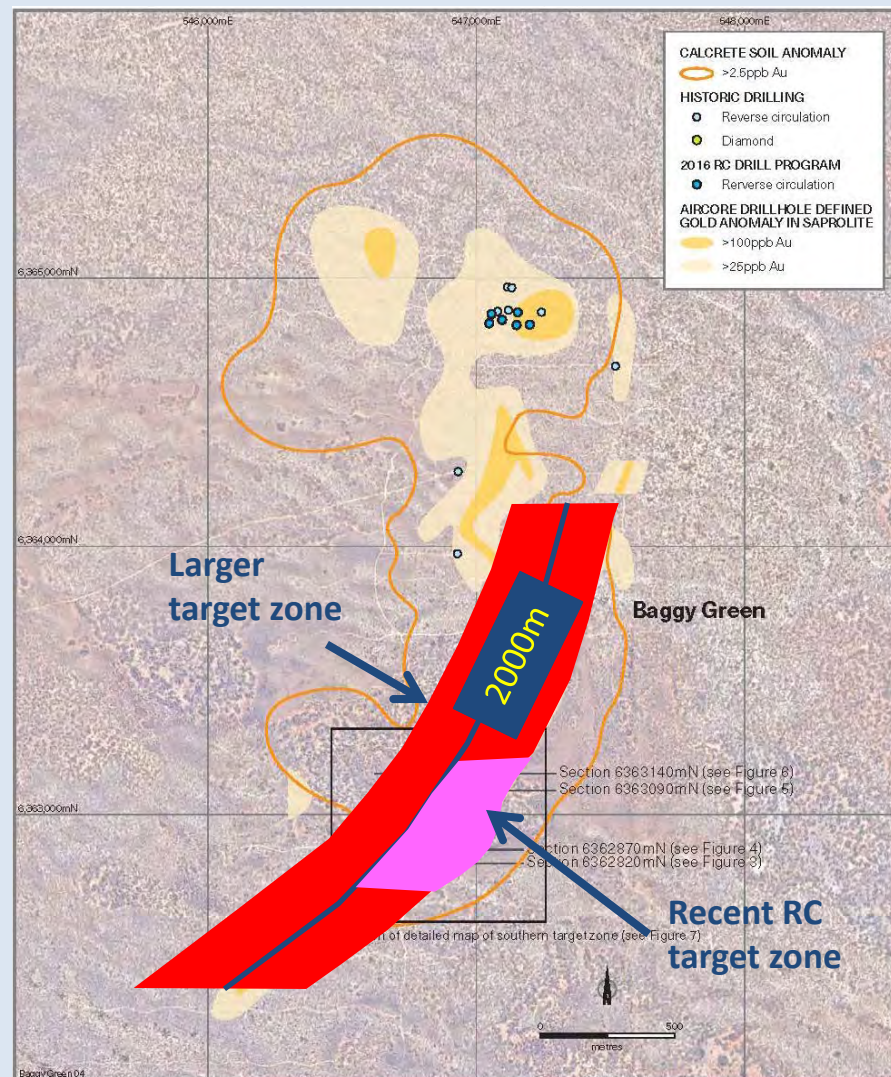 546,000mE
547,000mE
548,000mE
CALCRETE SOIL ANOMALY
>2.5ppb Au
HISTORIC DRILLING
Reverse circulation
Diamond
2016 RC DRILL PROGRAM
Rerverse circulation
AIRCORE DRILLHOLE DEFINED
GOLD ANOMALY IN SAPROLITE
>100ppb Au
>25ppb Au
6,365,000mN
6,364,000mN
Larger
target zone
Baggy Green
2000m
Section 6363140mN (see Figure 6)
Section 6363090mN (see Figure 5)
6,363,000mN
Section 6362870mN (see Figure 4)
Section 6362820mN (see Figure 3)
Recent RC
target zone
of detailed map of southern target zone (see Figure 7)
N
0
500
metres
Baggy Green 04